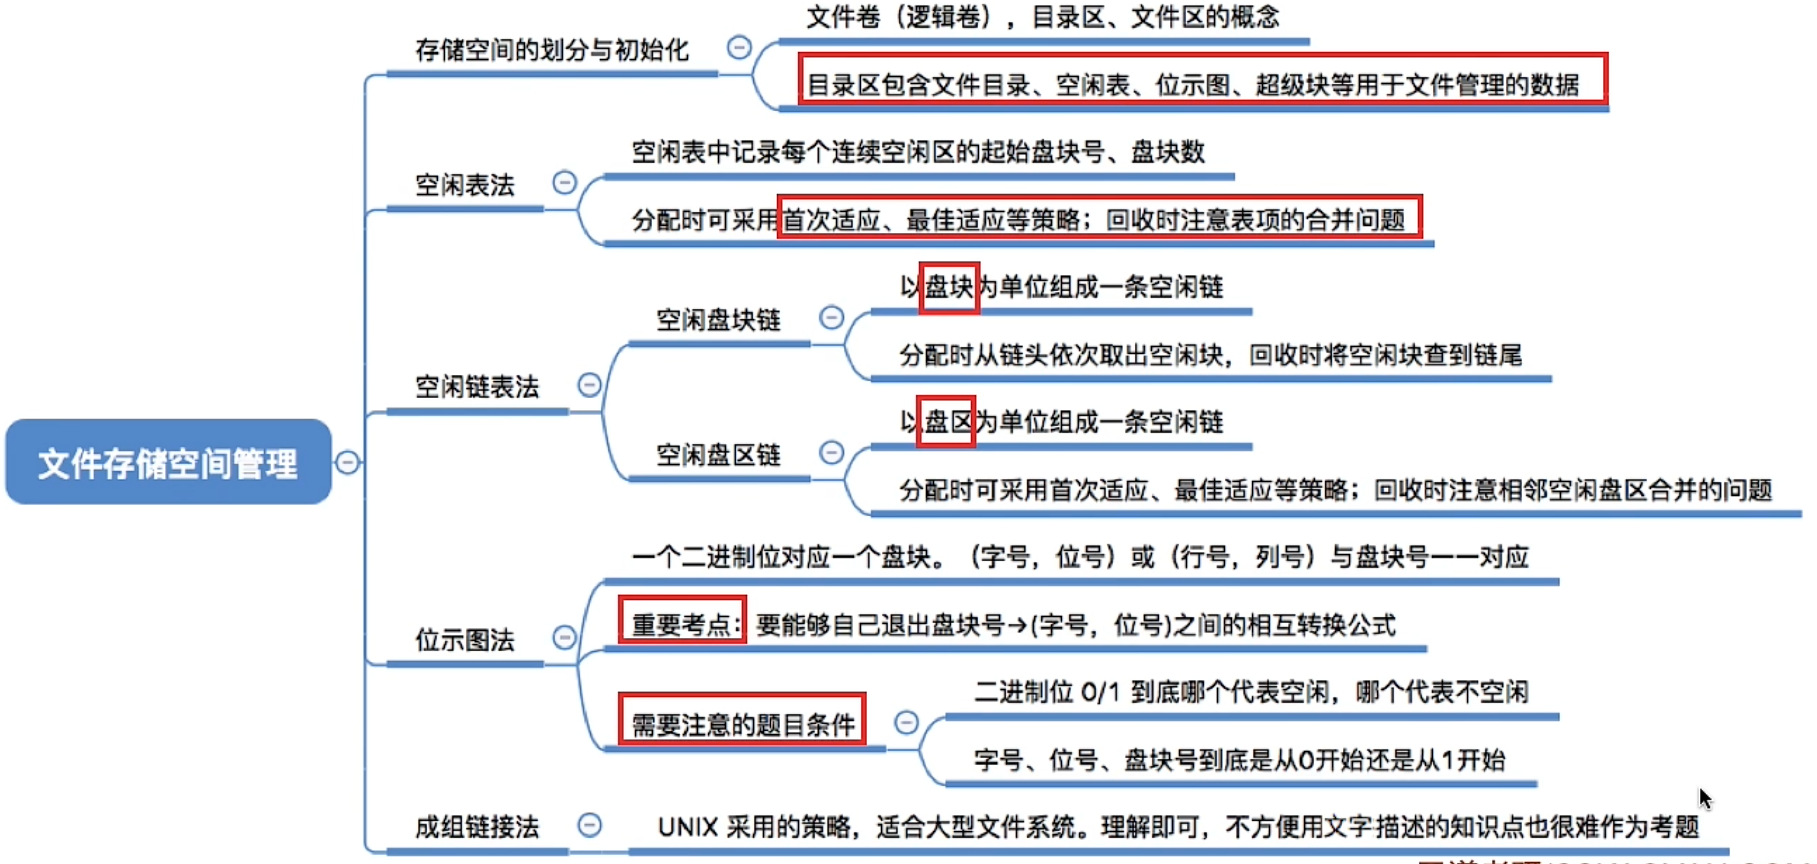 文件存储空间管理
存储空间的划分与初始化
文件卷（逻辑卷），目录区、文件区的概念
目录区包含文件目录、空闲表、位示图、超级块等用于文件管理的数据
空闲表法
空闲表中记录每个连续空闲区的起始盘块号、盘块数
分配时可采用首次适应、最佳适应等策略；回收时注意表项的合并问题
空闲链表法
空闲盘块链
以盘块为单位组成一条空闲链
分配时从链头依次取出空闲块，回收时将空闲块查到链尾
空闲盘区链
以盘区为单位组成一条空闲链
分配时可采用首次适应、最佳适应等策略；回收时注意相邻空闲盘区合并的问题
位示图法
一个二进制位对应一个盘块。（字号，位号）或（行号，列号）与盘块号一一对应
重要考点：要能够自己退出盘块号→(字号，位号)之间的相互转换公式
需要注意的题目条件
二进制位 0/1 到底哪个代表空闲，哪个代表不空闲
字号、位号、盘块号到底是从0开始还是从1开始
成组链接法
UNIX 采用的策略，适合大型文件系统。理解即可，不方便用文字描述的知识点也很难作为考题